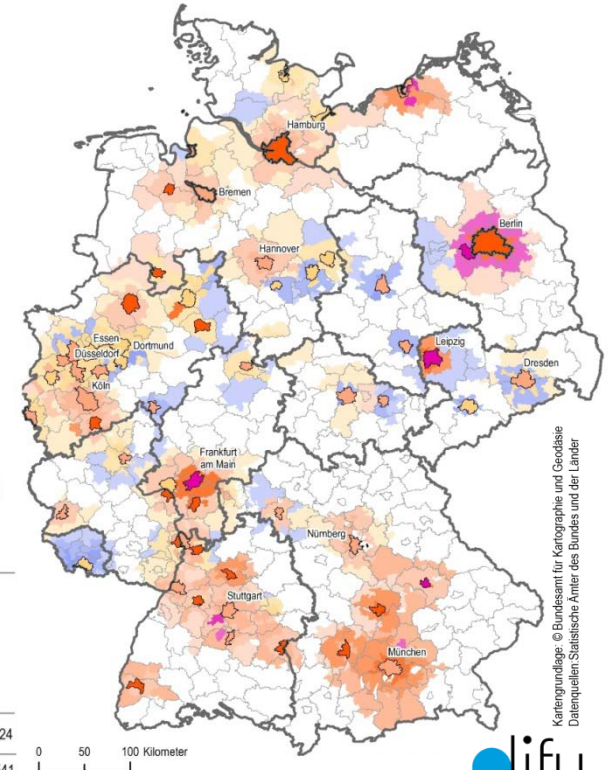 Hamburg
Bremen
Berlin
Hannover
Essen
Dortmund
Düsseldorf
Köln
Leipzig
Dresden
Frankfurt
am Main
Nürnberg
Stuttgart
München
24
41
0 50 100 Kilometer
Kartengrundlage: © Bundesamt für Kartographie und Geodäsie
Datenquellen:Statistische Ämter des Bundes und der Länder
difu